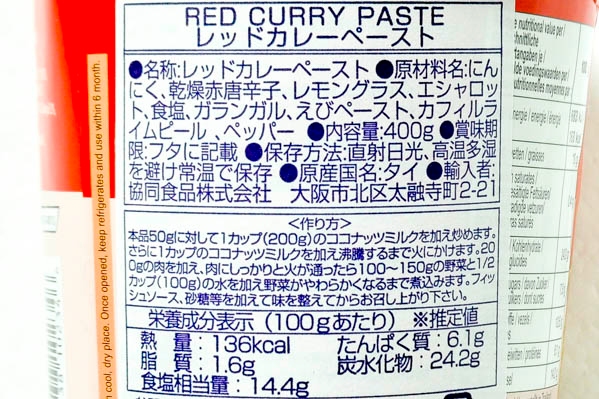 RED CURRY PASTE
レッドカレーペースト
●名称:レッドカレーペースト ●原材料名:にん
にく、乾燥赤唐辛子、レモングラス、エシャロッ
ト、食塩、ガランガル、えびペースト、カフィルラ
イムピール、ペッパー ●内容量:400g ●賞味期
限:フタに記載 ●保存方法:直射日光、高温多湿
を避け常温で保存 ●原産国名:タイ ●輸入者:
協同食品株式会社 大阪市北区太融寺町2-21
<作り方>
本品50gに対して1カップ(200g)のココナッツミルクを加え炒めます。
さらに1カップのココナッツミルクを加え沸騰するまで火にかけます。20
0gの肉を加え、肉にしっかりと火が通ったら100~150gの野菜と1/2
カップ(100g)の水を加え野菜がやわらかくなるまで煮込みます。フィッ
シュソース、砂糖等を加えて味を整えてからお召し上がり下さい。
栄養成分表示(100gあたり)※推定値
熱量:136kcal たんぱく質:6.1g
脂質:1.6g 炭水化物:24.2g
食塩相当量:14.4g
cool, dry place. Once opened, keep refrigerates and use within 6 month.
nutritional value per /